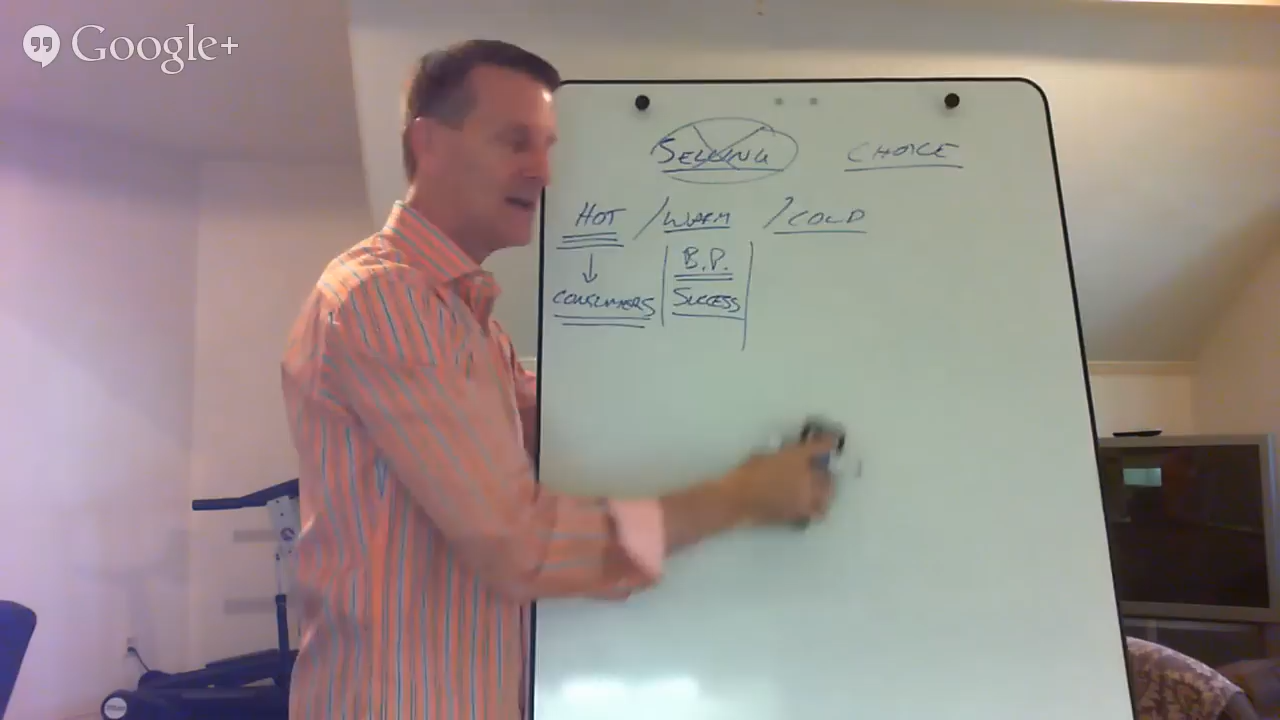 Google+
SELLING CHOICE
HOT / WARM / COLD
B.P.
CONSUMERS SUCCESS